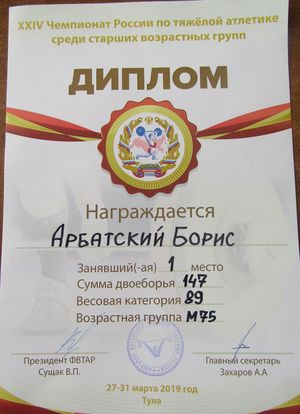 XXIV Чемпионат России по тяжёлой атлетике
среди старших возрастных групп
ДИПЛОМ
Награждается
Арбатский Борис
Занявший(-ая) 1 место
Сумма двоеборья 147
Весовая категория 89
Возрастная группа М75
Президент ФВТАР
Сущак В.П.
Главный секретарь
Захаров А.А
27-31 марта 2019 год
Тула